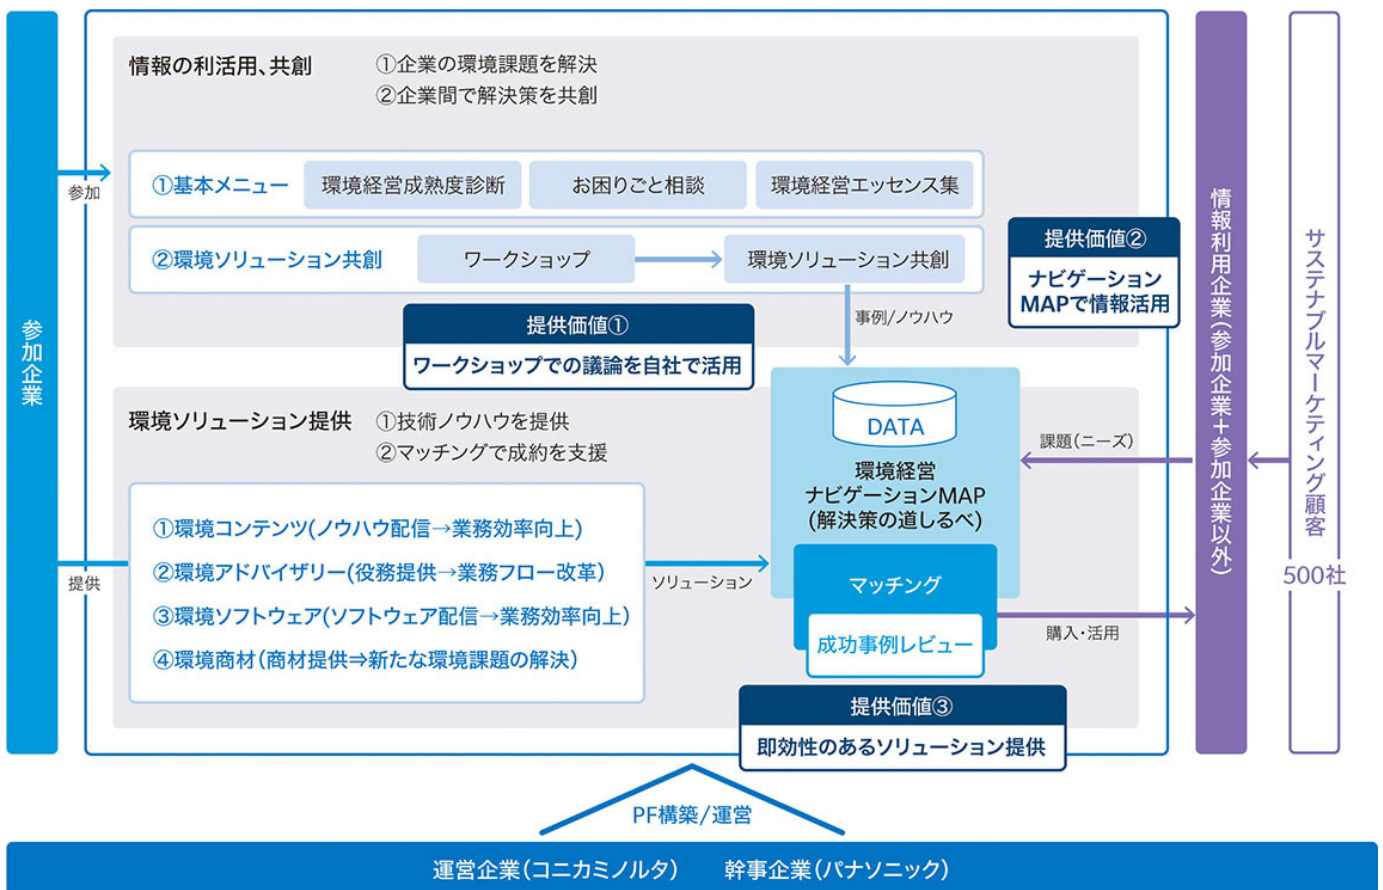 参加企業
参加
提供
情報の利活用、共創
①企業の環境課題を解決
②企業間で解決策を共創
①基本メニュー
環境経営成熟度診断
お困りごと相談
環境経営エッセンス集
②環境ソリューション共創
ワークショップ
環境ソリューション共創
事例/ノウハウ
提供価値①
ワークショップでの議論を自社で活用
提供価値②
ナビゲーション
MAPで情報活用
環境ソリューション提供
①技術ノウハウを提供
②マッチングで成約を支援
①環境コンテンツ(ノウハウ配信→業務効率向上)
②環境アドバイザリー(役務提供→業務フロー改革)
③環境ソフトウェア(ソフトウェア配信→業務効率向上)
④環境商材(商材提供⇒新たな環境課題の解決)
ソリューション
DATA
環境経営
ナビゲーションMAP
(解決策の道しるべ)
マッチング
成功事例レビュー
課題(ニーズ)
購入・活用
提供価値③
即効性のあるソリューション提供
情報利用企業(参加企業+参加企業以外)
サステナブルマーケティング顧客
500社
PF構築/運営
運営企業(コニカミノルタ)
幹事企業(パナソニック)